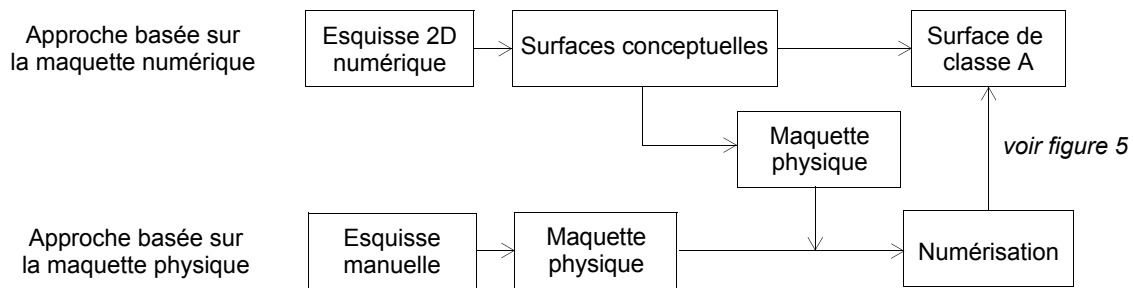 Approche basée sur
la maquette numérique
Esquisse 2D
numérique
Surfaces conceptuelles
Surface de
classe A
Maquette
physique
voir figure 5
Approche basée sur
la maquette physique
Esquisse
manuelle
Maquette
physique
Numérisation